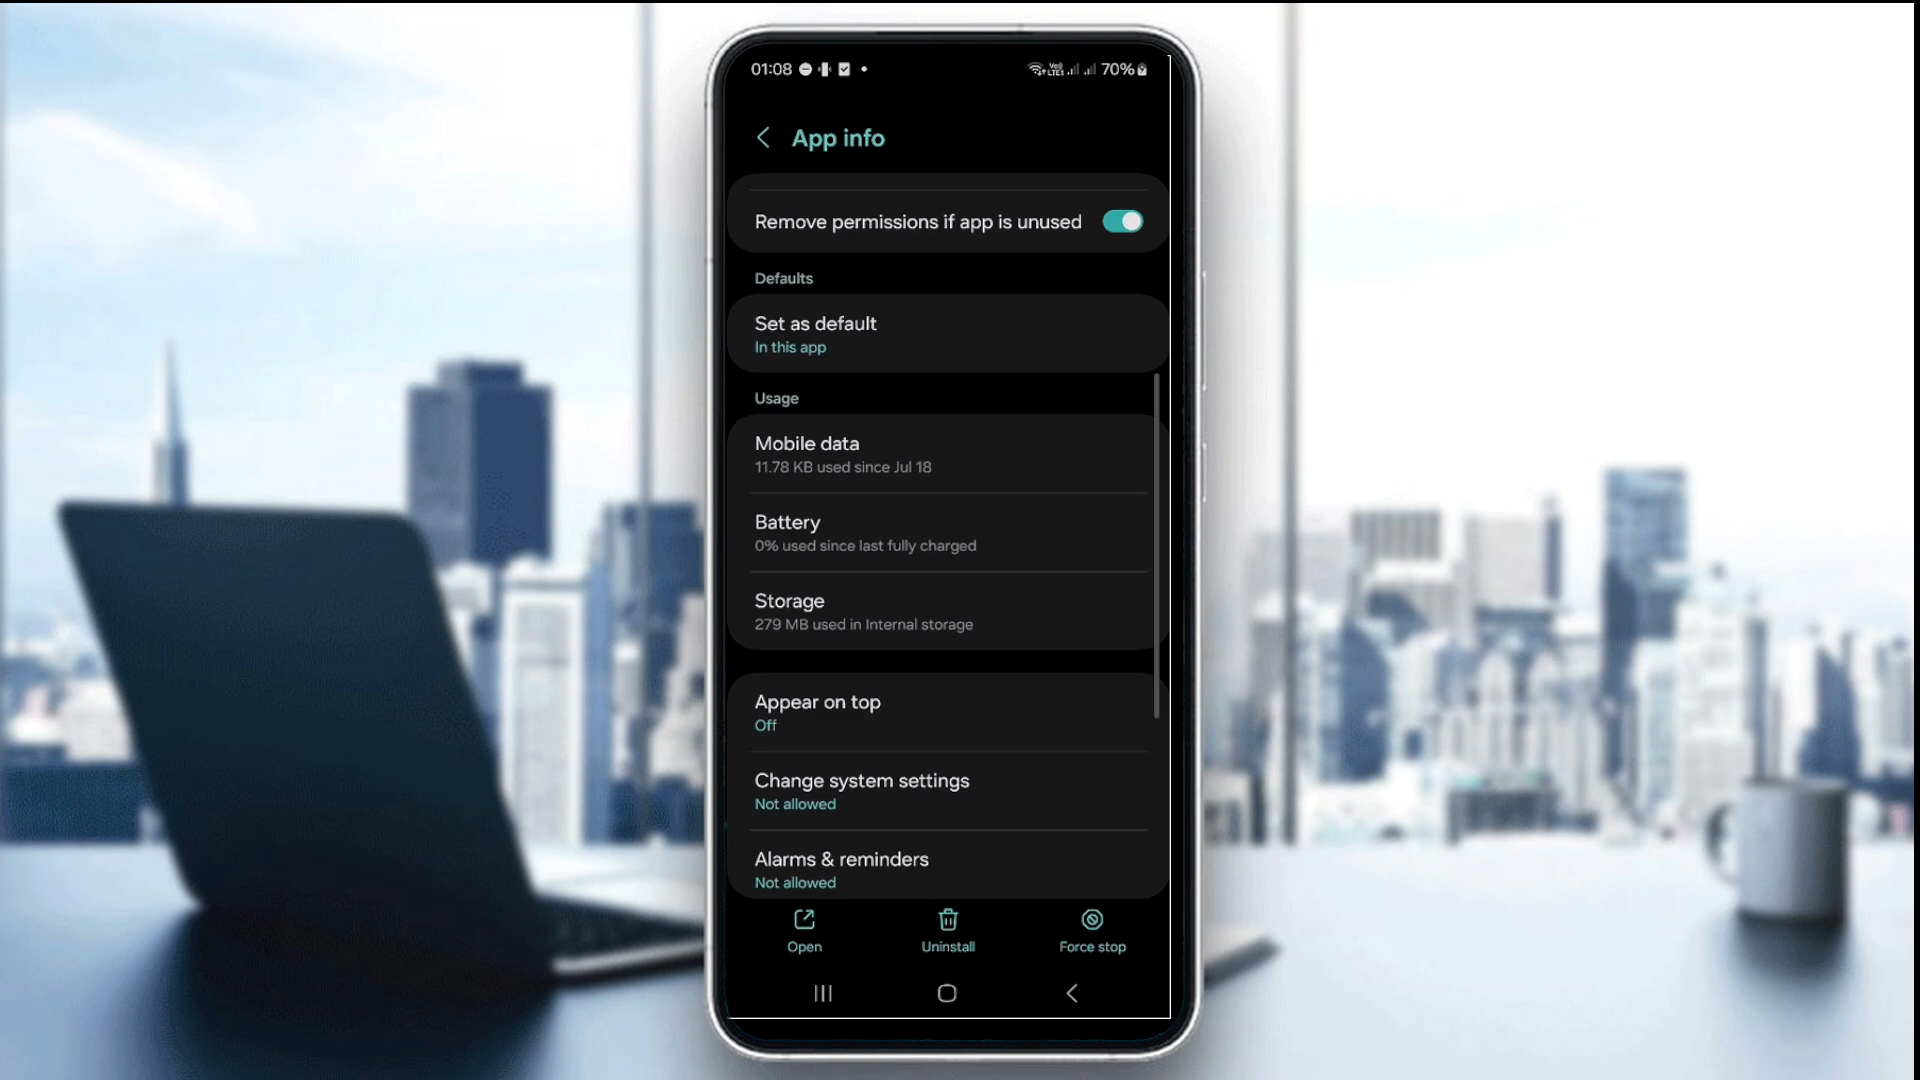 01:08
70%
App info
Remove permissions if app is unused
Defaults
Set as default
In this app
Usage
Mobile data
11.78 KB used since Jul 18
Battery
0% used since last fully charged
Storage
279 MB used in Internal storage
Appear on top
Off
Change system settings
Not allowed
Alarms & reminders
Not allowed
Open
Uninstall
Force stop